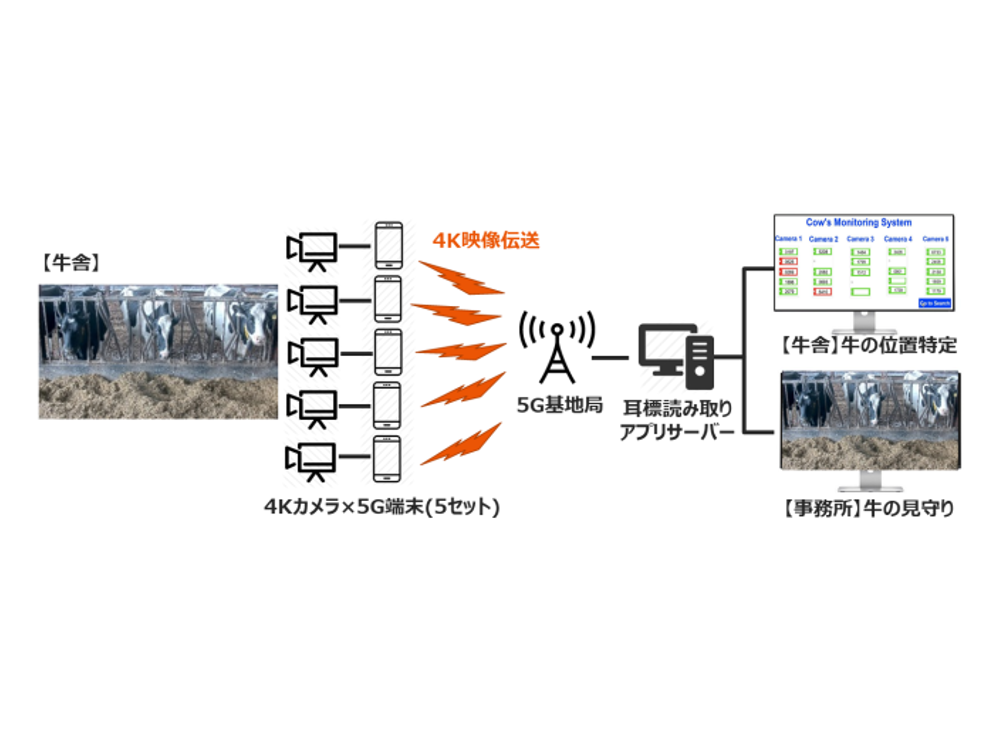 【牛舎】
4K映像伝送
4Kカメラ×5G端末(5セット)
5G基地局
耳標読み取り
アプリサーバー
Cow's Monitoring System
Camera 1 Camera 2 Camera 3 Camera 4 Camera 5
Go to Search
【牛舎】牛の位置特定
【事務所】牛の見守り